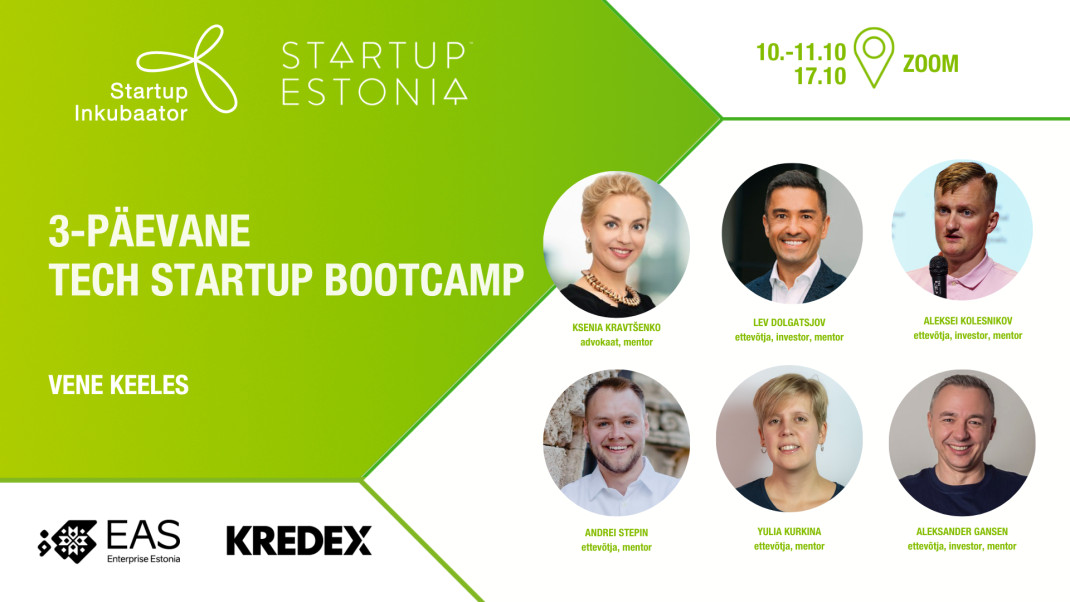 Startup
Inkubaator
STARTUP
ESTONIA
10.-11.10
17.10
ZOOM
3-PÄEVANE
TECH STARTUP BOOTCAMP
VENE KEELES
KSENIA KRAVTŠENKO
advokaat, mentor
LEV DOLGATSJOV
ettevõtja, investor, mentor
ALEKSEI KOLESNIKOV
ettevõtja, investor, mentor
ANDREI STEPIN
ettevõtja, mentor
YULIA KURKINA
ettevõtja, mentor
ALEKSANDER GANSEN
ettevõtja, investor, mentor
EAS
Enterprise Estonia
KREDEX